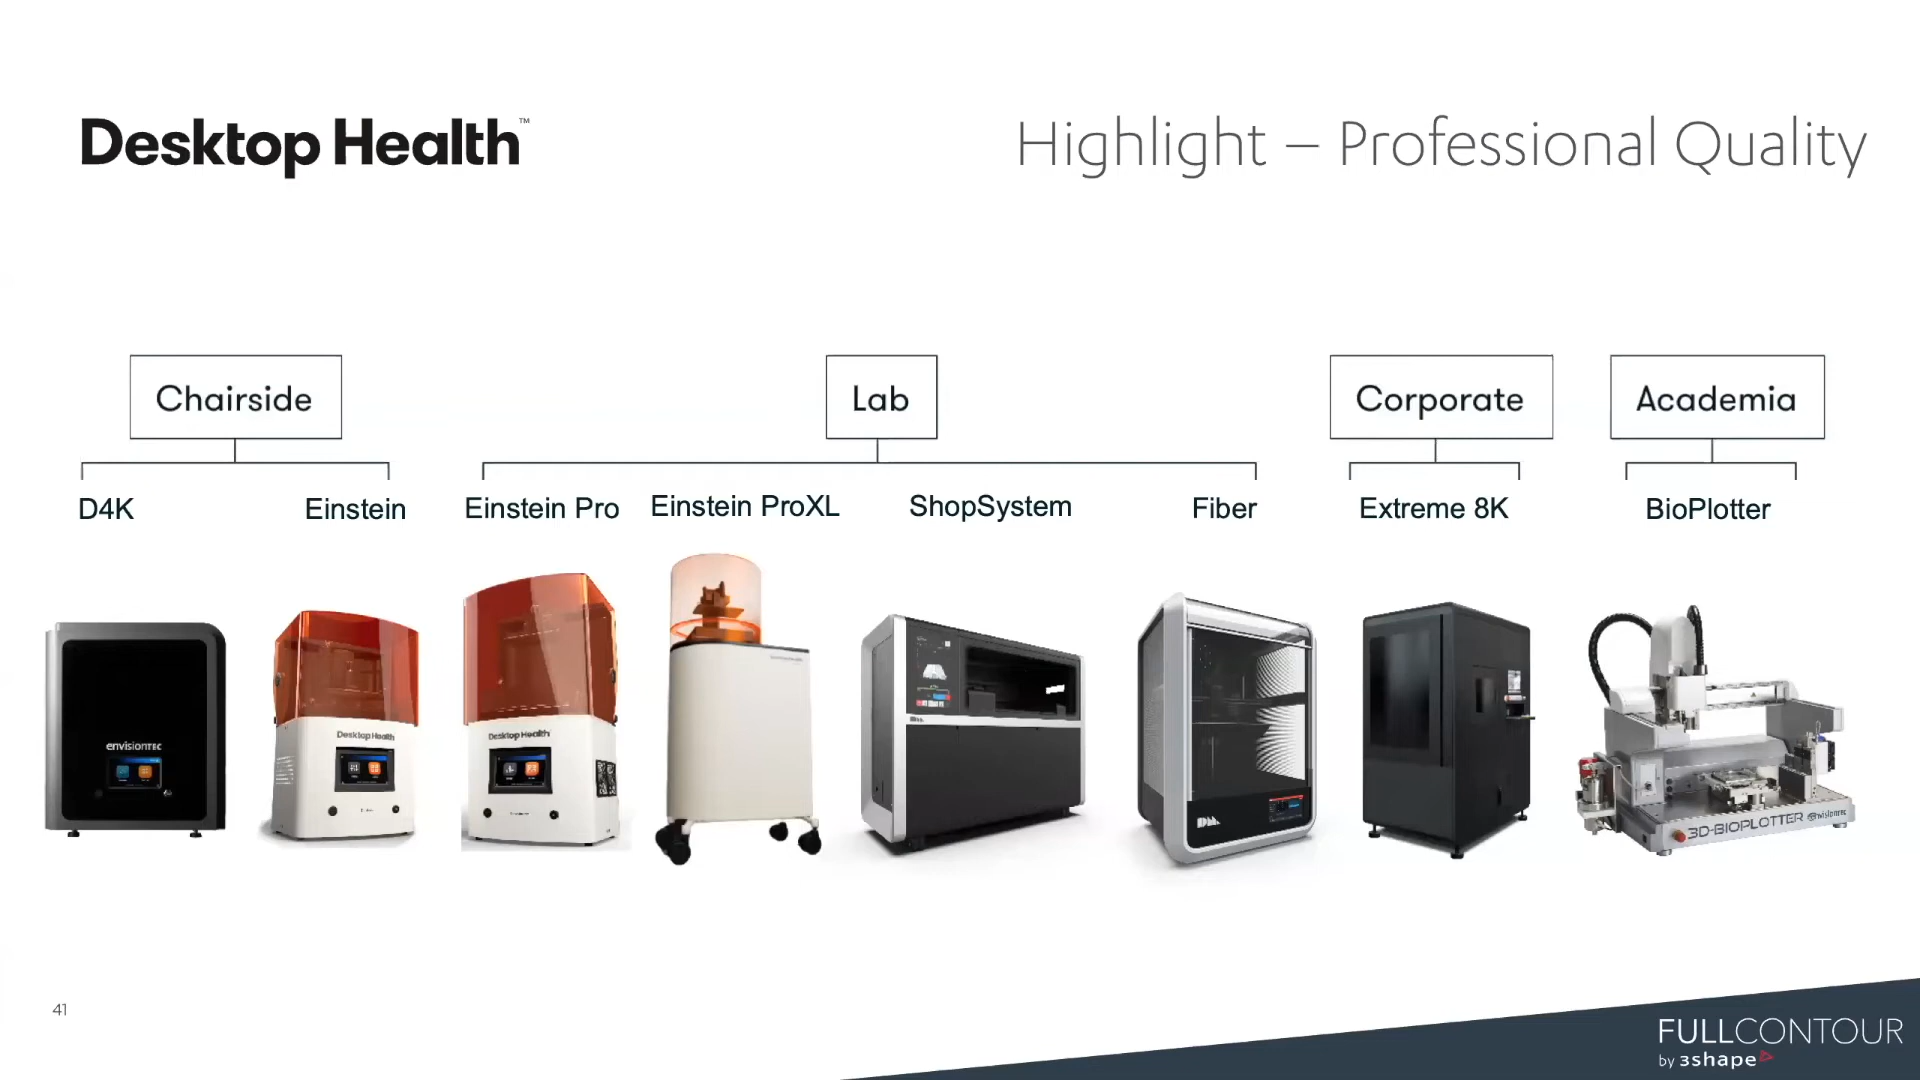 Desktop Health™
Highlight – Professional Quality
Chairside
Lab
Corporate
Academia
D4K
Einstein
Einstein Pro
Einstein ProXL
ShopSystem
Fiber
Extreme 8K
BioPlotter
envisionTEC
Desktop Health
Desktop Health
3D-BIOPLOTTER envisionTEC
41
FULLCONTOUR
by 3shape